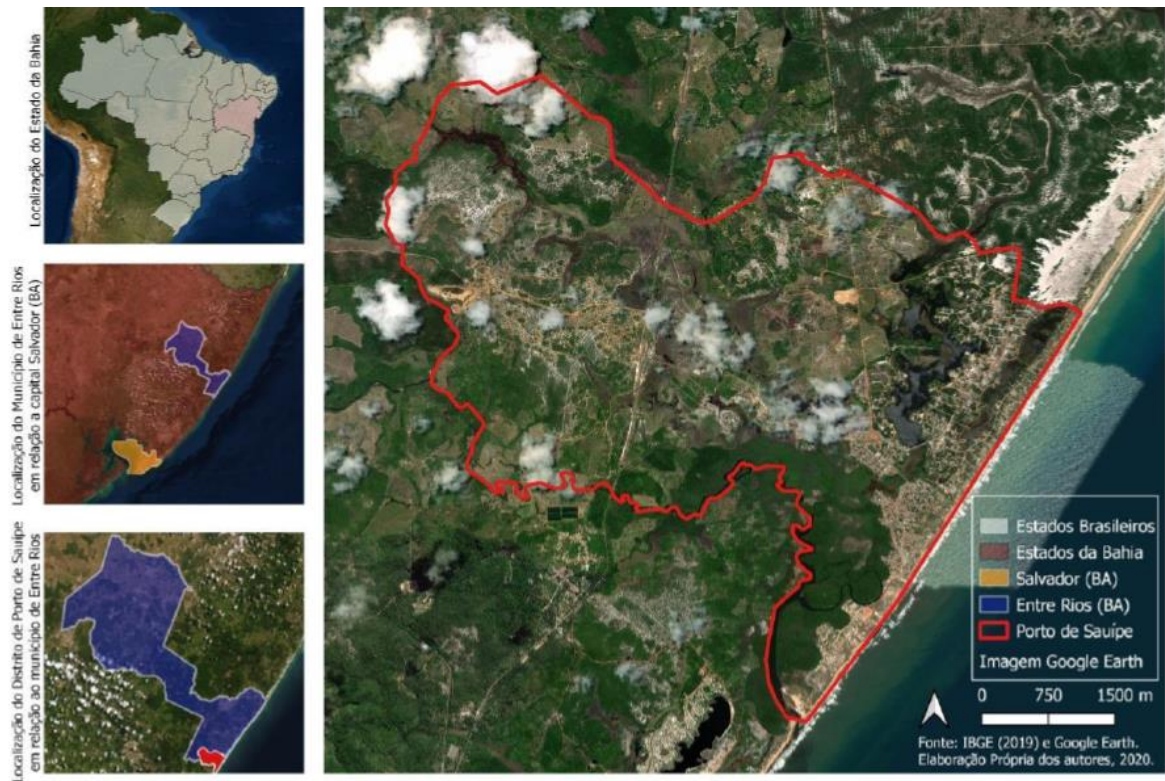 Localização do Estado da Bahia
Localização do Município de Entre Rios
em relação a capital Salvador (BA)
Localização do Distrito de Porto de Sauípe
em relação ao município de Entre Rios
Estados Brasileiros
Estados da Bahia
Salvador (BA)
Entre Rios (BA)
Porto de Sauípe
Imagem Google Earth
0 750 1500 m
Fonte: IBGE (2019) e Google Earth.
Elaboração Própria dos autores, 2020.